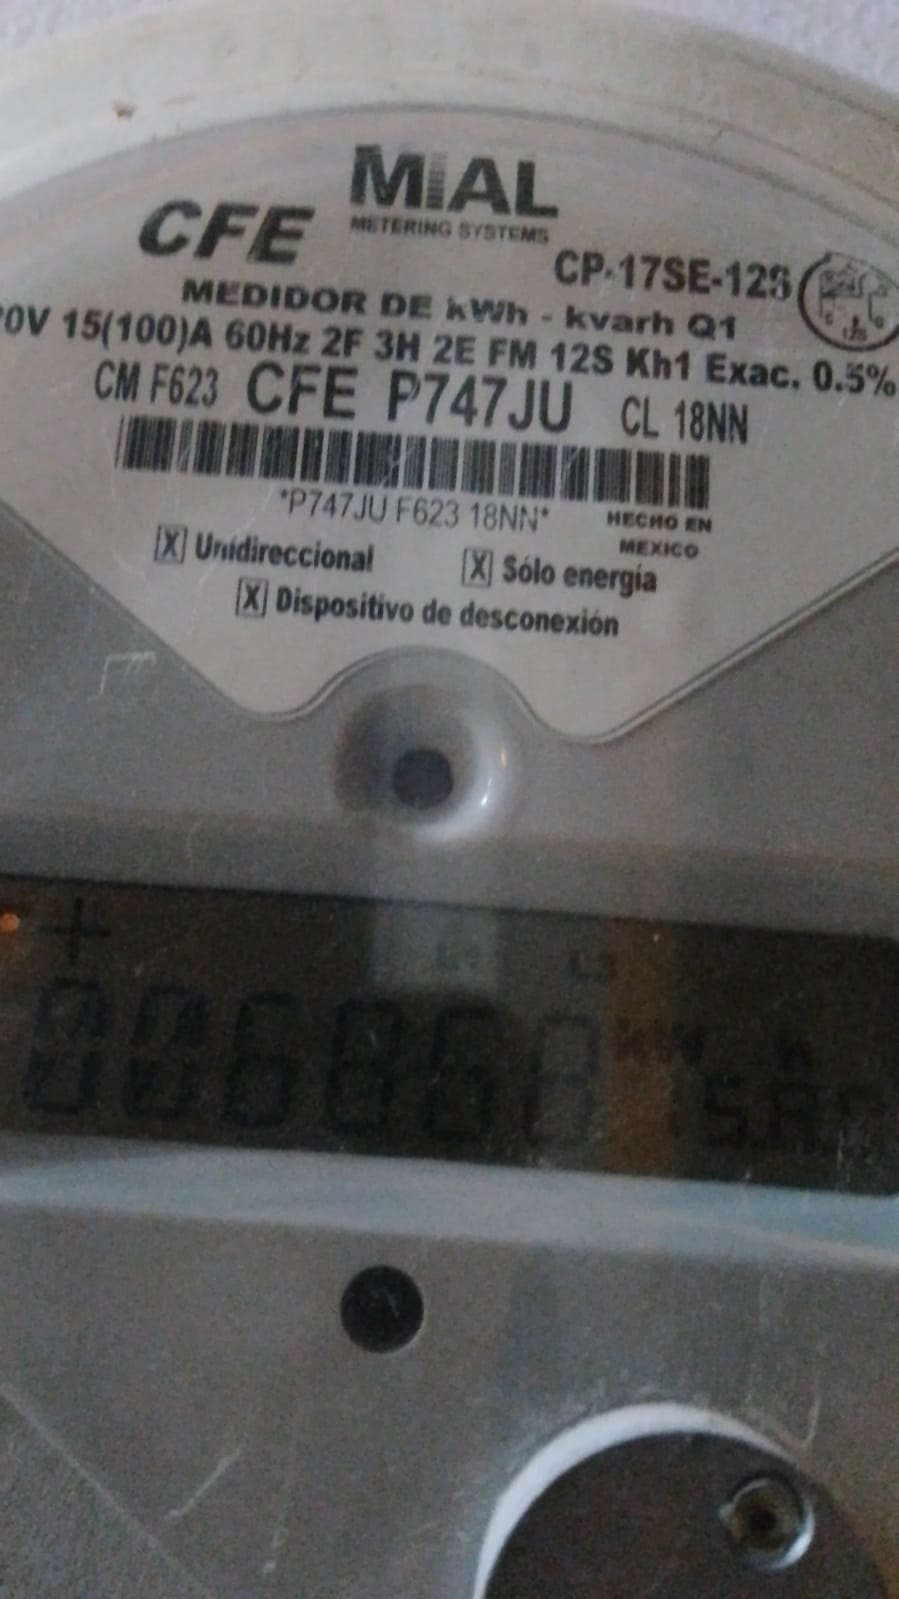 MIAL
METERING SYSTEMS
CFE
CP-17SE-12S
MEDIDOR DE kWh - kvarh Q1
15(100)A 60Hz 2F 3H 2E FM 12S Kh1 Exac. 0.5%
CM F623 CFE P747JU CL 18NN
*P747JU F623 18NN*
HECHO EN
MEXICO
[X] Unidireccional [X] Sólo energía
[X] Dispositivo de desconexión
+